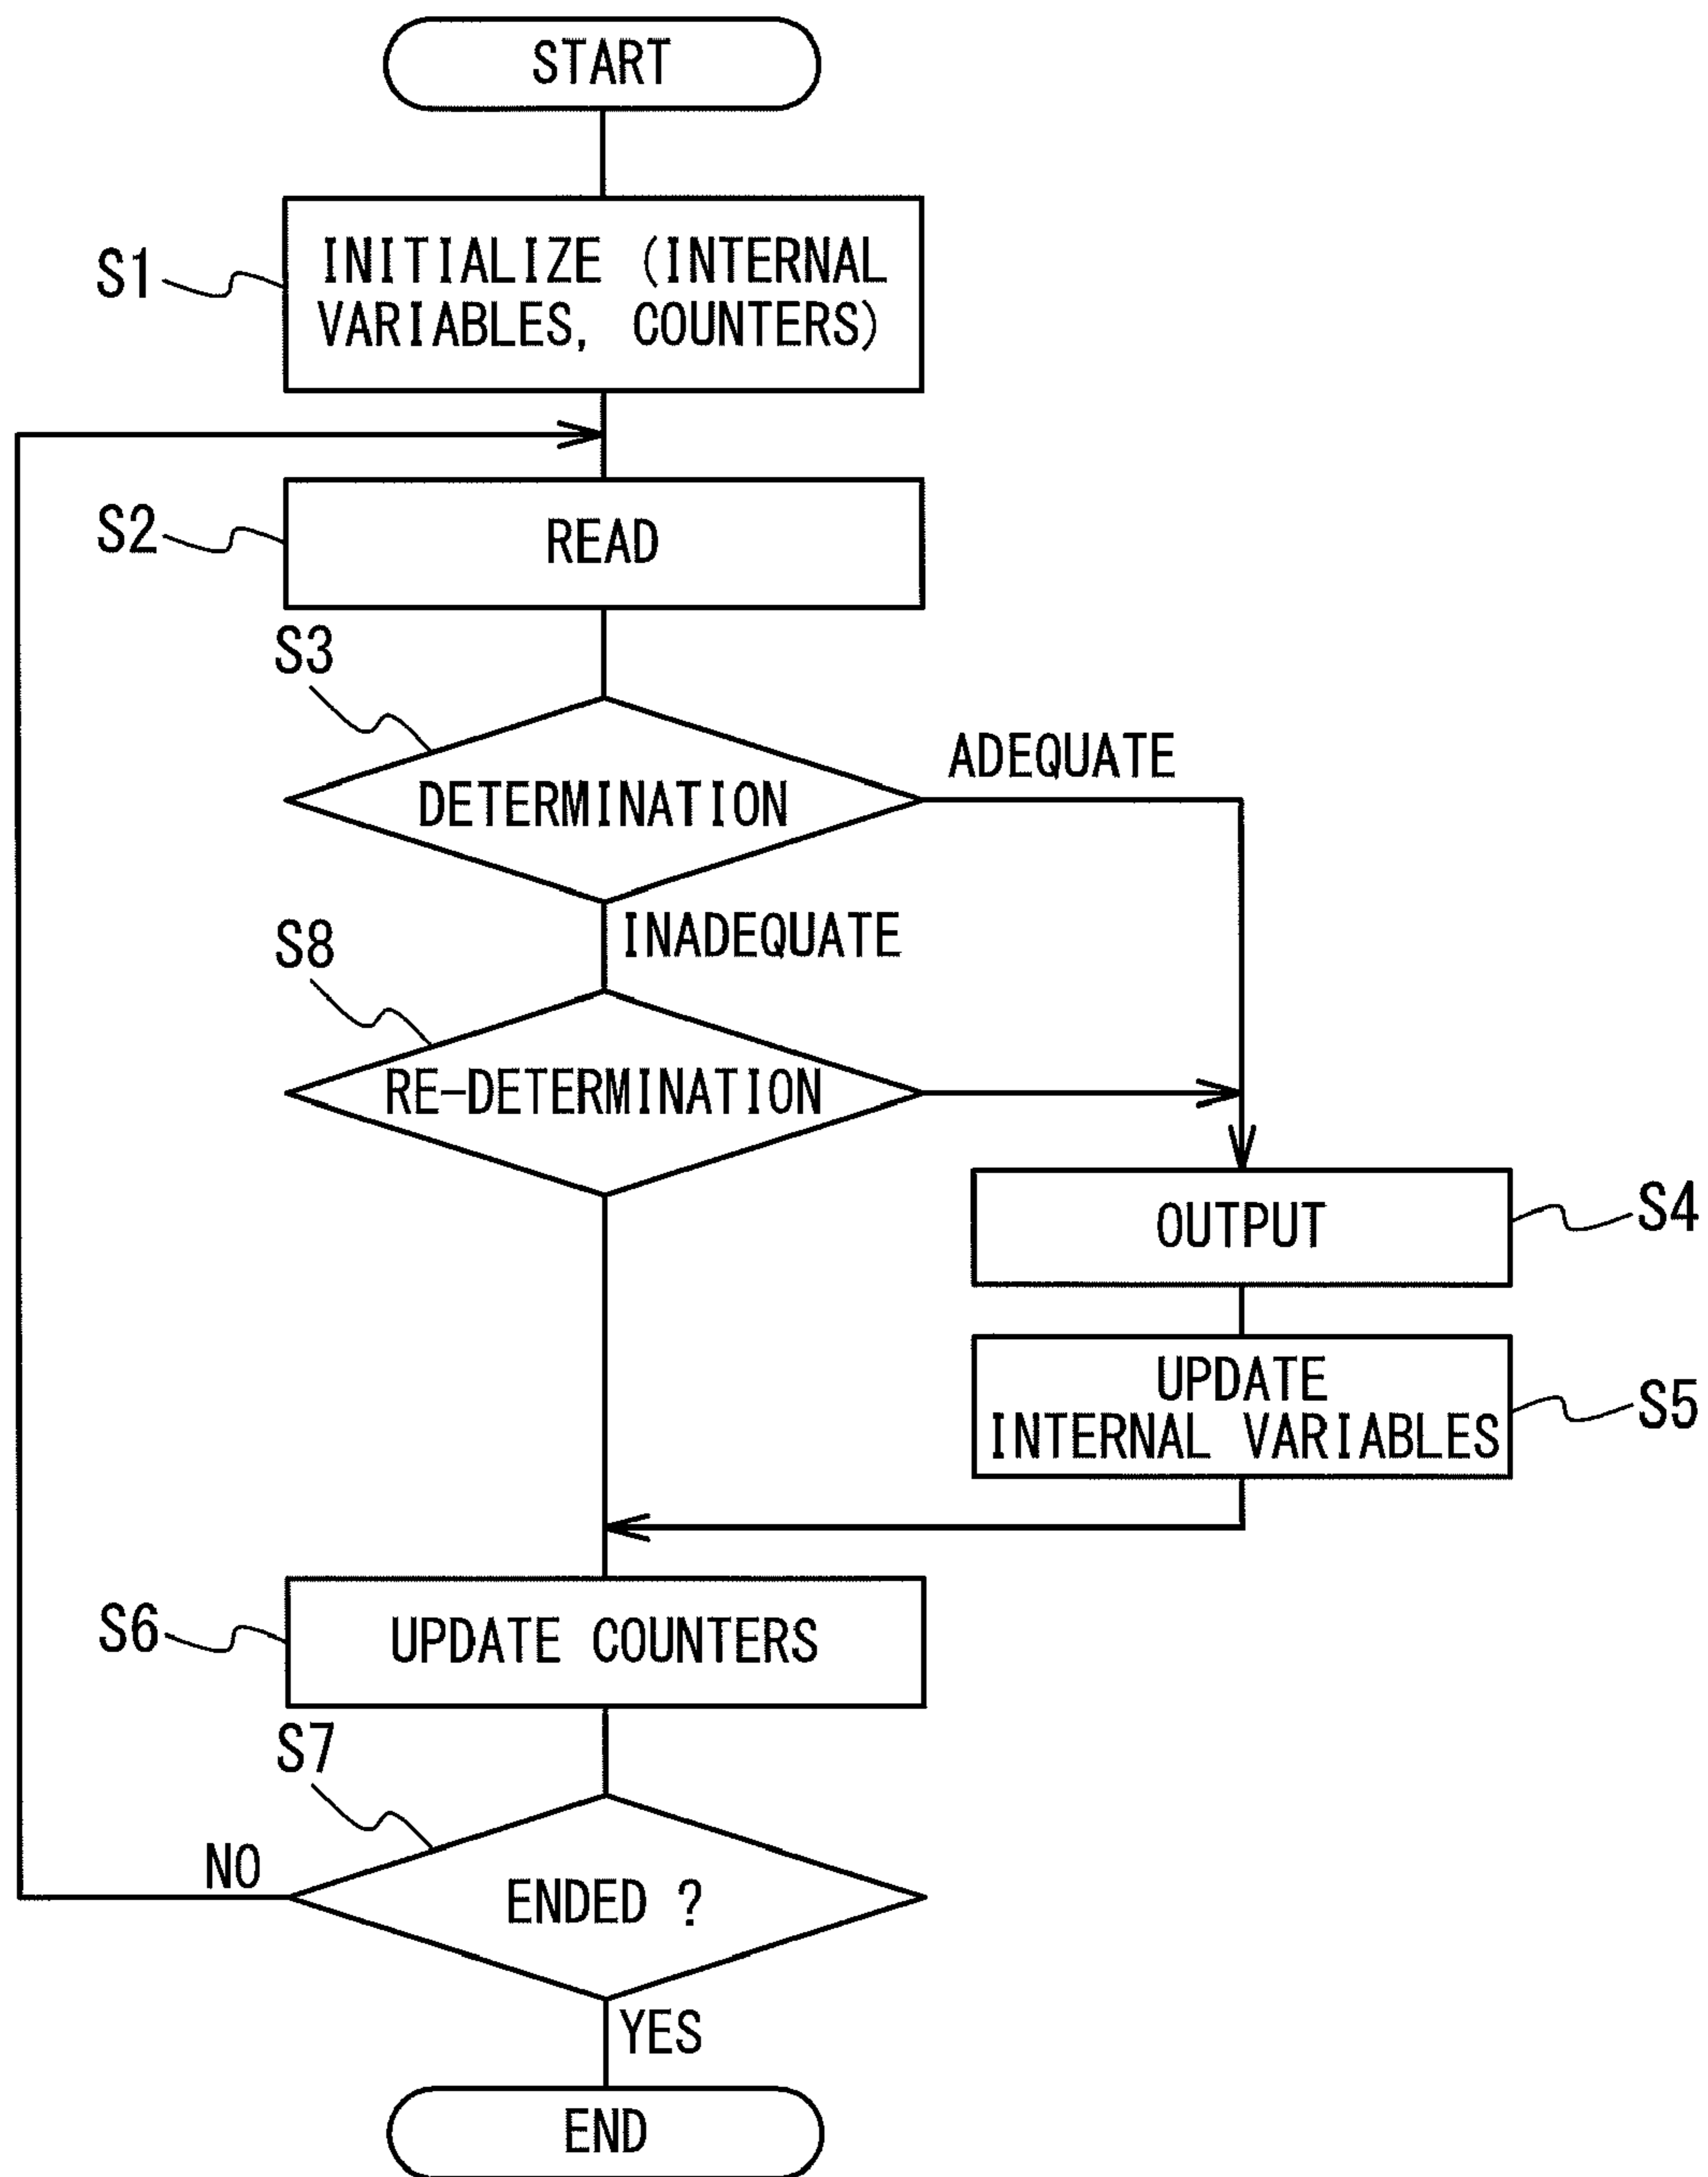 START
S1
INITIALIZE (INTERNAL
VARIABLES, COUNTERS)
S2
READ
S3
DETERMINATION
ADEQUATE
INADEQUATE
S8
RE-DETERMINATION
OUTPUT
S4
UPDATE
INTERNAL VARIABLES
S5
S6
UPDATE COUNTERS
S7
NO
ENDED ?
YES
END